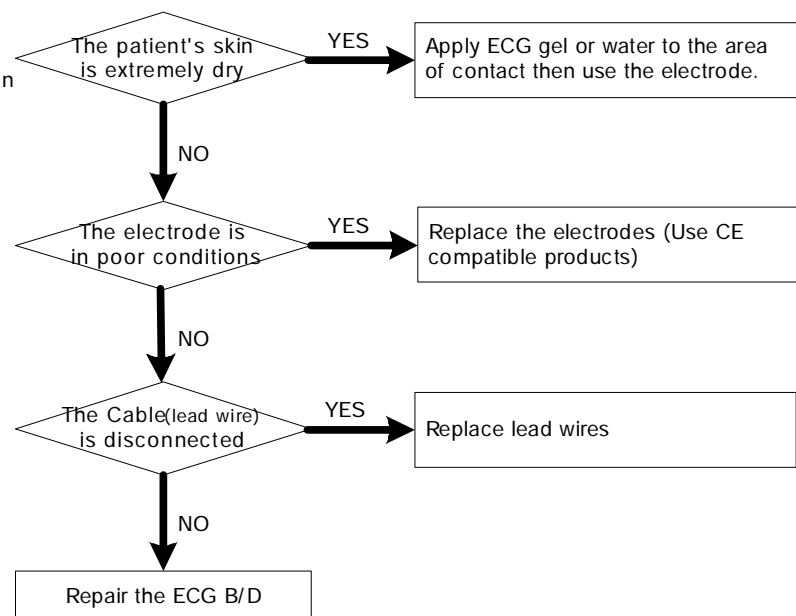 The patient's skin
is extremely dry
YES
Apply ECG gel or water to the area
of contact then use the electrode.
n
NO
The electrode is
in poor conditions
YES
Replace the electrodes (Use CE
compatible products)
NO
The Cable(lead wire)
is disconnected
YES
Replace lead wires
NO
Repair the ECG B/D